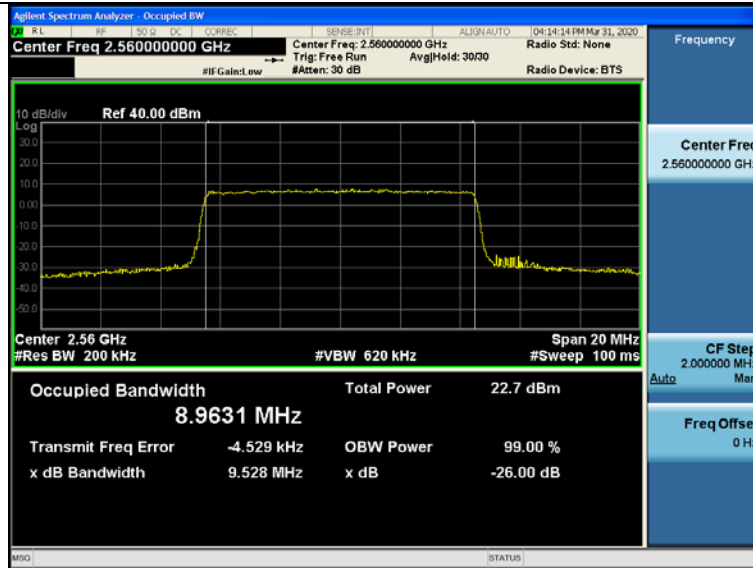 Agilent Spectrum Analyzer - Occupied BW
RL RF 50 Ω DC CORREC SENSE:INT ALIGN AUTO 04:14:14 PM Mar 31, 2020
Center Freq 2.560000000 GHz Center Freq: 2.560000000 GHz Radio Std: None Frequency
Trig: Free Run Avg|Hold: 30/30
#IFGain:Low #Atten: 30 dB Radio Device: BTS
10 dB/div Ref 40.00 dBm
Log
30.0
20.0
10.0
0.00
-10.0
-20.0
-30.0
-40.0
-50.0
Center Freq
2.560000000 GH
Center 2.56 GHz Span 20 MHz
#Res BW 200 kHz #VBW 620 kHz #Sweep 100 ms
CF Step
2.000000 MH
Auto Man
Occupied Bandwidth Total Power 22.7 dBm
8.9631 MHz
Transmit Freq Error -4.529 kHz OBW Power 99.00 %
x dB Bandwidth 9.528 MHz x dB -26.00 dB
Freq Offse
0 H
MSG STATUS